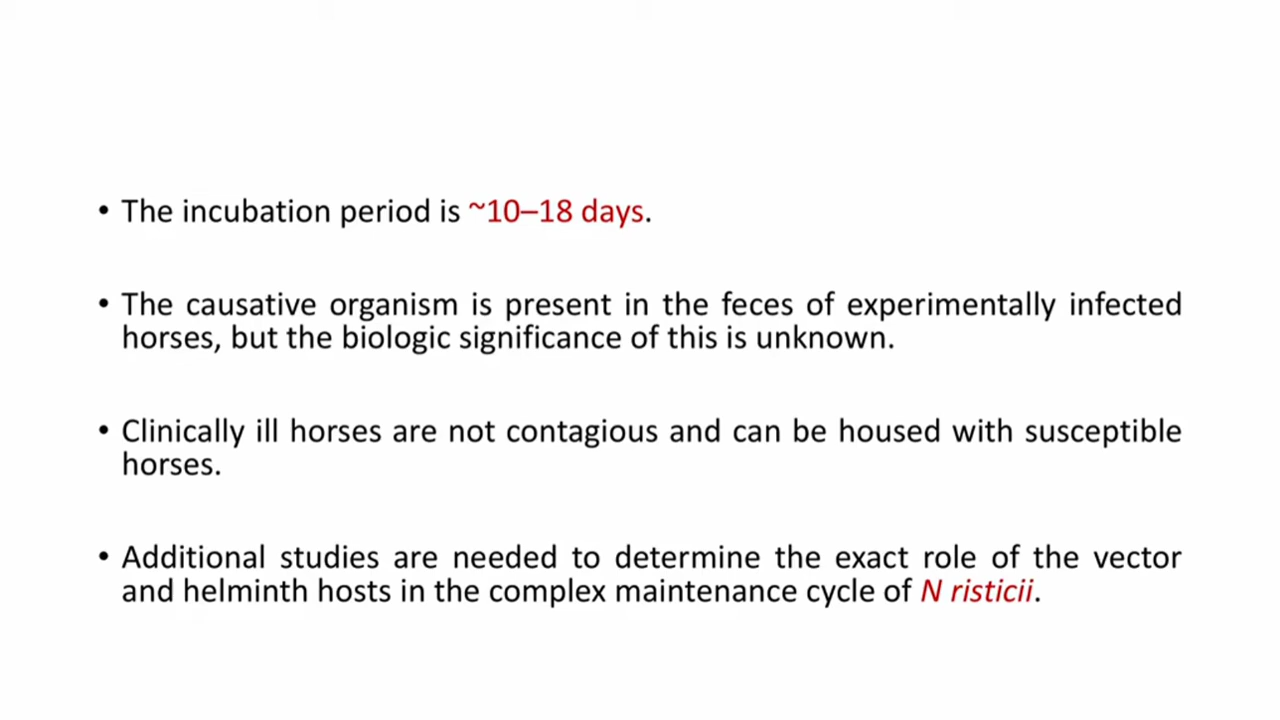 • The incubation period is ~10–18 days.
• The causative organism is present in the feces of experimentally infected
horses, but the biologic significance of this is unknown.
• Clinically ill horses are not contagious and can be housed with susceptible
horses.
• Additional studies are needed to determine the exact role of the vector
and helminth hosts in the complex maintenance cycle of N risticii.